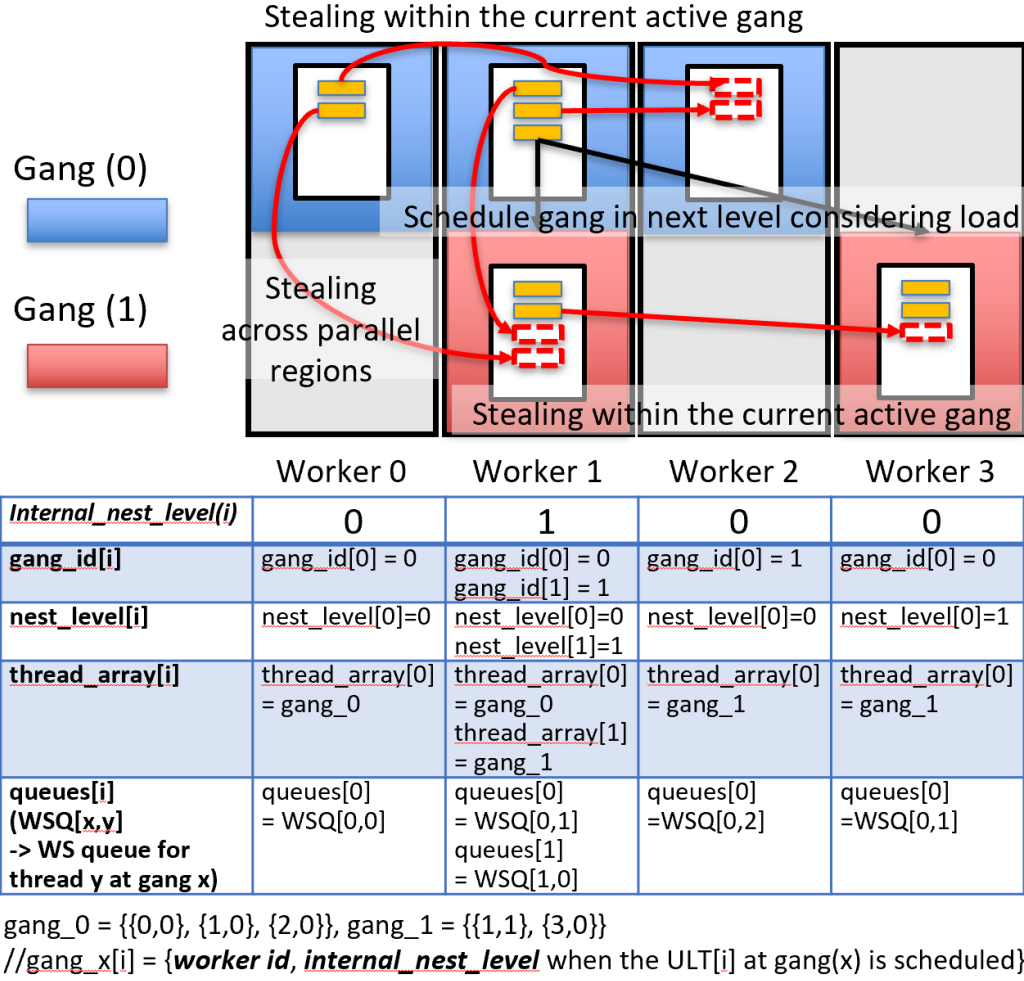 Stealing within the current active gang
Gang (0)
Schedule gang in next level considering load
Gang (1)
Stealing
across parallel
regions
Stealing within the current active gang
Worker 0 Worker 1 Worker 2 Worker 3
Internal_nest_level(i) 0 1 0 0
gang_id[i] gang_id[0] = 0 gang_id[0] = 0 gang_id[0] = 1 gang_id[0] = 0
gang_id[1] = 1
nest_level[i] nest_level[0]=0 nest_level[0]=0 nest_level[0]=0 nest_level[0]=1
nest_level[1]=1
thread_array[i] thread_array[0] thread_array[0] thread_array[0] thread_array[0]
= gang_0 = gang_0 = gang_1 = gang_1
thread_array[1]
= gang_1
queues[i] queues[0] queues[0] queues[0] queues[0]
(WSQ[x,y] = WSQ[0,0] = WSQ[0,1] =WSQ[0,2] =WSQ[0,1]
-> WS queue for queues[1]
thread y at gang x) = WSQ[1,0]
gang_0 = {{0,0}, {1,0}, {2,0}}, gang_1 = {{1,1}, {3,0}}
//gang_x[i] = {worker id, internal_nest_level when the ULT[i] at gang(x) is scheduled}